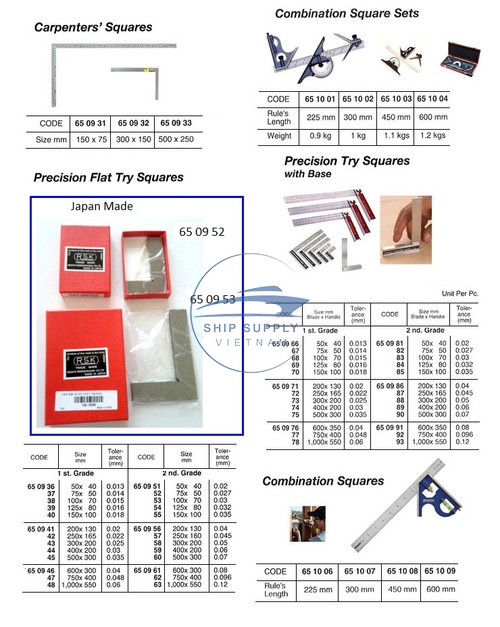 Carpenters' Squares
CODE 65 09 31 65 09 32 65 09 33
Size mm 150 x 75 300 x 150 500 x 250
Combination Square Sets
CODE 65 10 01 65 10 02 65 10 03 65 10 04
Rule's Length 225 mm 300 mm 450 mm 600 mm
Weight 0.9 kg 1 kg 1.1 kgs 1.2 kgs
Precision Flat Try Squares
Japan Made
65 09 52
65 09 53
RSK
TRADE MARK
RSK
TRADE MARK
SHIP SUPPLY
VIETNAM
CODE Size mm Toler-ance (mm) CODE Size mm Toler-ance (mm)
1 st. Grade 2 nd. Grade
65 09 36 50x 40 0.013 65 09 51 50x 40 0.02
37 75x 50 0.014 52 75x 50 0.027
38 100x 70 0.015 53 100x 70 0.03
39 125x 80 0.016 54 125x 80 0.032
40 150x 100 0.018 55 150x 100 0.035
65 09 41 200x 130 0.02 65 09 56 200x 130 0.04
42 250x 165 0.022 57 250x 160 0.045
43 300x 200 0.025 58 300x 200 0.05
44 400x 200 0.03 59 400x 200 0.06
45 500x 300 0.035 60 500x 300 0.07
65 09 46 600x 300 0.04 65 09 61 600x 300 0.08
47 750x 400 0.048 62 750x 400 0.096
48 1,000x 550 0.06 63 1,000x 550 0.12
Precision Try Squares
with Base
Unit Per Pc.
CODE Size mm Blade x Handle Toler-ance (mm) CODE Size mm Blade x Handle Toler-ance (mm)
1 st. Grade 2 nd. Grade
65 09 66 50x 40 0.013 65 09 81 50x 40 0.02
67 75x 50 0.014 82 75x 50 0.027
68 100x 70 0.015 83 100x 70 0.03
69 125x 80 0.016 84 125x 80 0.032
70 150x 100 0.018 85 150x 100 0.035
65 09 71 200x 130 0.02 65 09 86 200x 130 0.04
72 250x 165 0.022 87 250x 165 0.045
73 300x 200 0.025 88 300x 200 0.05
74 400x 200 0.03 89 400x 200 0.06
75 500x 300 0.035 90 500x 300 0.07
65 09 76 600x 350 0.04 65 09 91 600x 350 0.08
77 750x 400 0.048 92 750x 400 0.096
78 1,000x 550 0.06 93 1,000x 550 0.12
Combination Squares
CODE 65 10 06 65 10 07 65 10 08 65 10 09
Rule's Length 225 mm 300 mm 450 mm 600 mm